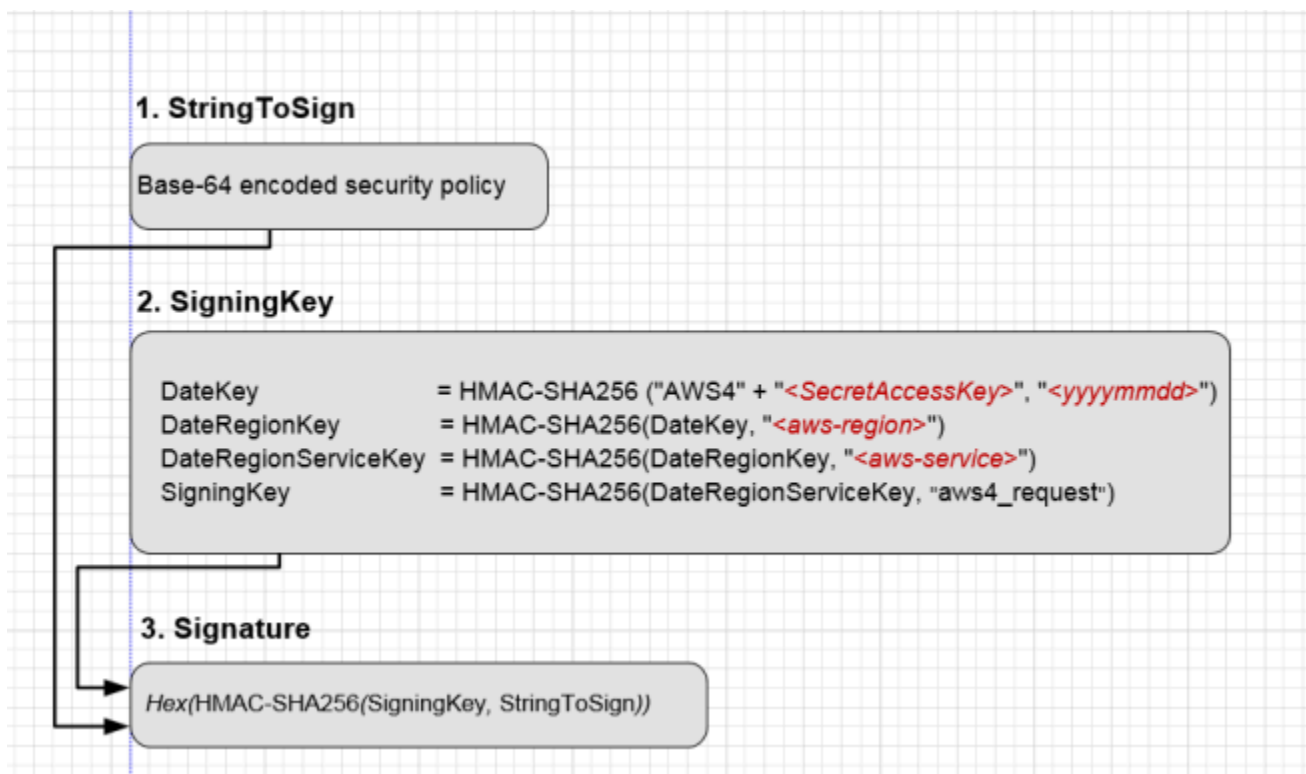 1. StringToSign
Base-64 encoded security policy
2. SigningKey
DateKey = HMAC-SHA256 ("AWS4" + "<SecretAccessKey>", "<yyyymmdd>")
DateRegionKey = HMAC-SHA256(DateKey, "<aws-region>")
DateRegionServiceKey = HMAC-SHA256(DateRegionKey, "<aws-service>")
SigningKey = HMAC-SHA256(DateRegionServiceKey, "aws4_request")
3. Signature
Hex(HMAC-SHA256(SigningKey, StringToSign))